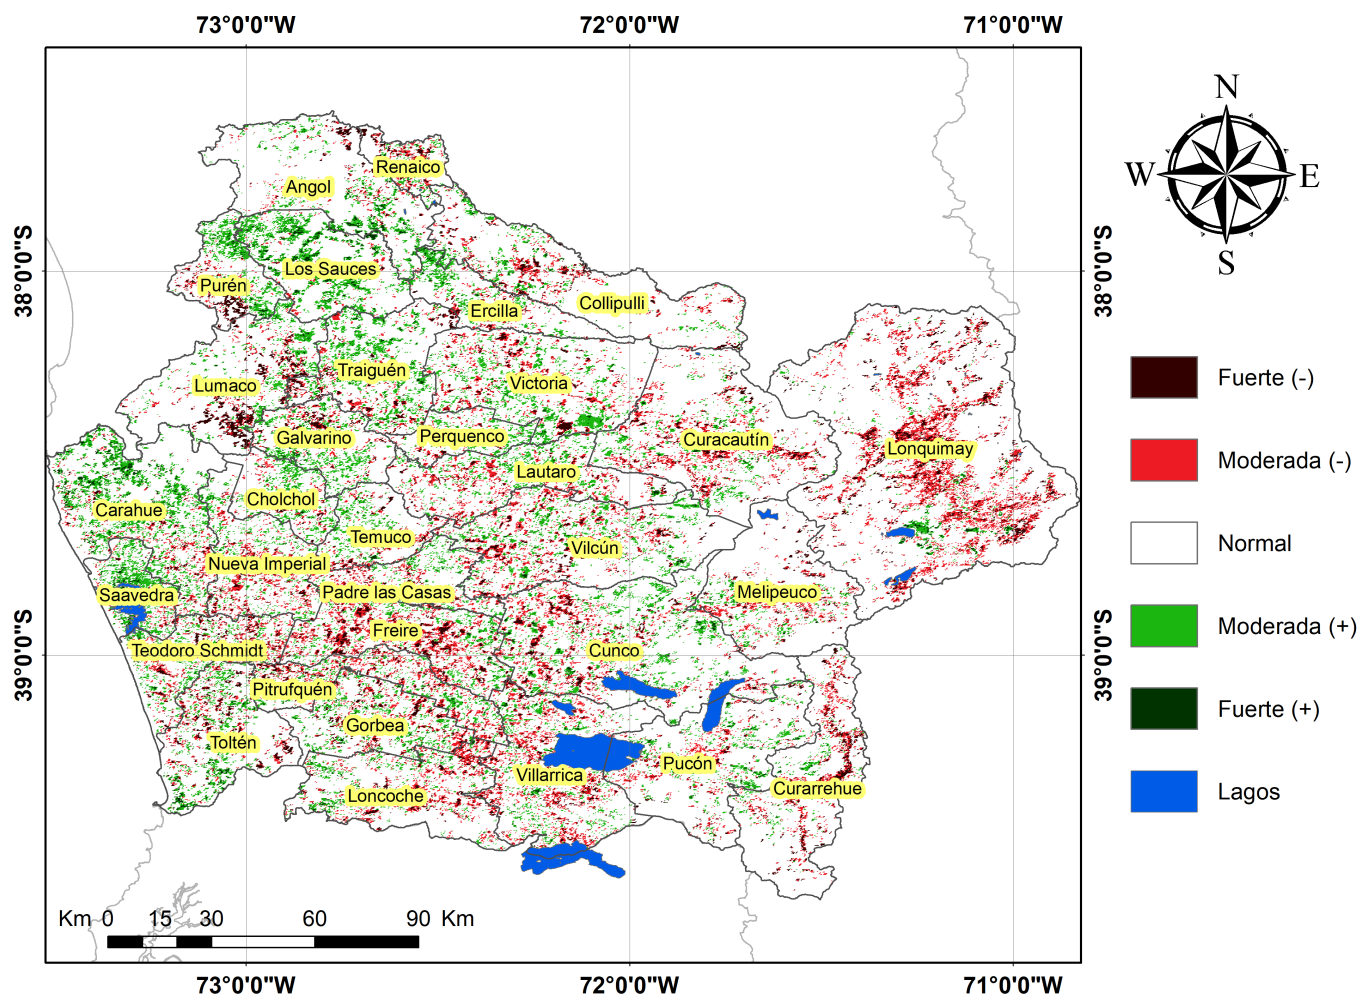 73°0'0"W 72°0'0"W 71°0'0"W
N
W E
S
38°0'0"S
38°0'0"S
39°0'0"S
39°0'0"S
Renaico
Angol
Los Sauces
Purén
Collipulli
Ercilla
Traiguén
Victoria
Lumaco
Galvarino
Perquenco
Curacautín
Lonquimay
Lautaro
Cholchol
Carahue
Temuco
Vilcún
Nueva Imperial
Saavedra
Padre las Casas
Melipeuco
Freire
Teodoro Schmidt
Cunco
Pitrufquén
Gorbea
Toltén
Pucón
Villarrica
Curarrehue
Loncoche
Fuerte (-)
Moderada (-)
Normal
Moderada (+)
Fuerte (+)
Lagos
Km 0 15 30 60 90 Km
73°0'0"W 72°0'0"W 71°0'0"W